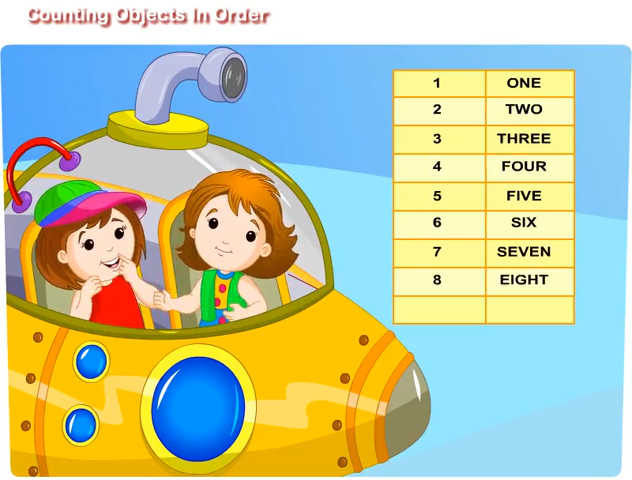 Counting Objects In Order
1 ONE
2 TWO
3 THREE
4 FOUR
5 FIVE
6 SIX
7 SEVEN
8 EIGHT